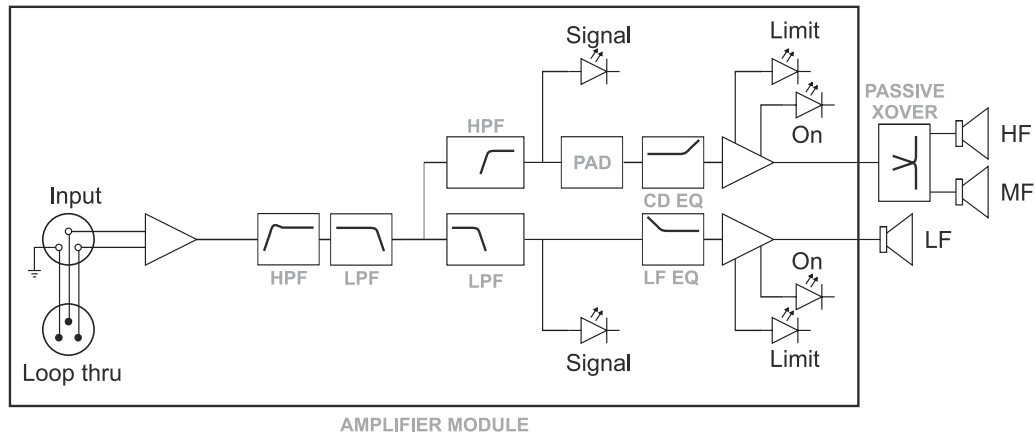 Signal
Limit
PASSIVE
XOVER
HPF
On
HF
PAD
Input
CD EQ
MF
LF
On
HPF
LPF
LPF
LF EQ
Loop thru
Signal
Limit
AMPLIFIER MODULE